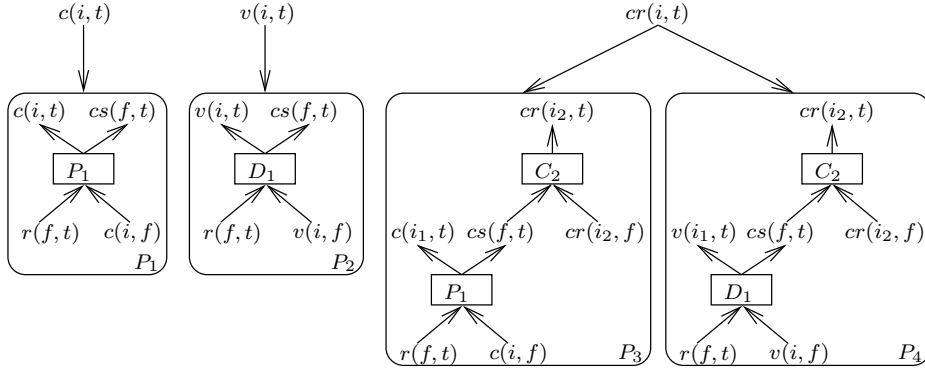 c(i, t) v(i, t) cr(i, t)
c(i, t) cs(f, t) v(i, t) cs(f, t) cr(i₂, t) cr(i₂, t)
P₁ D₁ C₂ C₂
r(f, t) c(i, f) r(f, t) v(i, f) c(i₁, t) cs(f, t) cr(i₂, f) v(i₁, t) cs(f, t) cr(i₂, f)
P₁ P₂
P₁ D₁
r(f, t) c(i, f) P₃ r(f, t) v(i, f) P₄